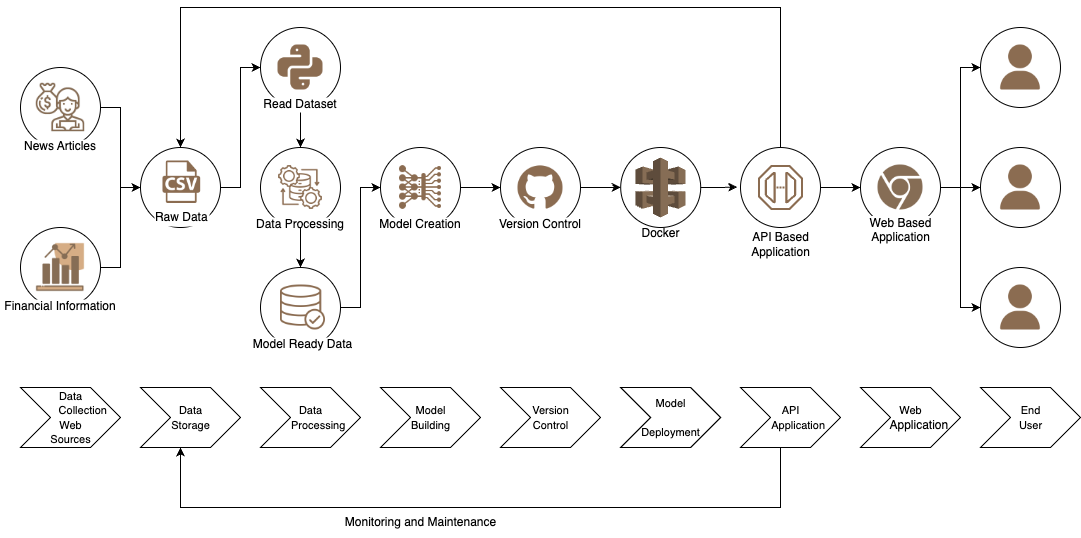 Read Dataset
News Articles
CSV
Raw Data
Data Processing
Model Creation
Version Control
Docker
API Based
Application
Web Based
Application
Financial Information
Model Ready Data
Data
Collection
Web
Sources
Data
Storage
Data
Processing
Model
Building
Version
Control
Model
Deployment
API
Application
Web
Application
End
User
Monitoring and Maintenance